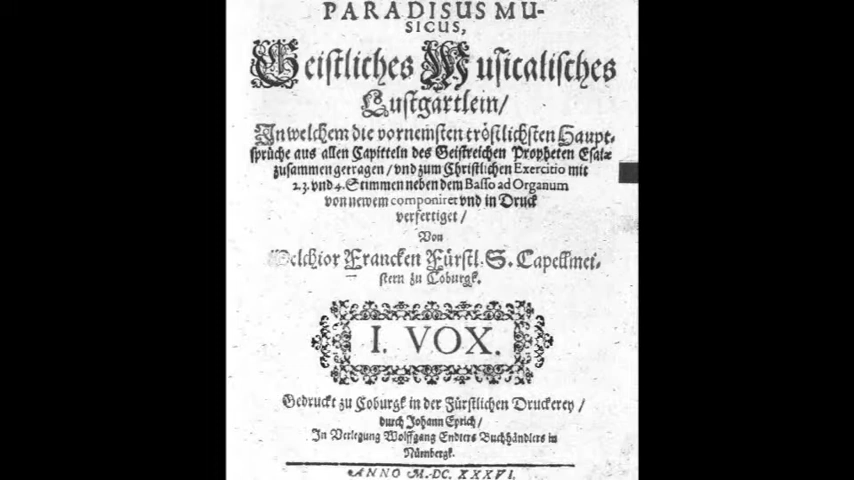 PARADISUS MU-
SICUS,
Geistliches Musicalisches
Lustgärtlein/
In welchem die vornemsten tröstlichsten Haupt-
sprüche aus allen Capitteln des Geistreichen Propheten Esaiæ
zusammen getragen / vnd zum Christlichen Exercitio mit
2.3. vnd 4. Stimmen neben dem Basso ad Organum
von newem componiret vnd in Druck
verfertiget /
Von
Melchior Francken Fürstl. S. Capellmei-
stern zu Coburgk.
I. VOX.
Gedruckt zu Coburgk in der Fürstlichen Druckerey /
durch Johann Eyrich /
In Verlegung Wolffgang Endters Buchhändlers in
Nürnbergk.
ANNO M. DC. XXXVI.